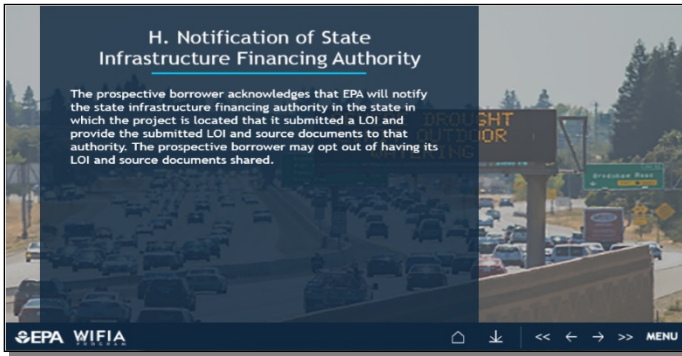 H. Notification of State
Infrastructure Financing Authority
The prospective borrower acknowledges that EPA will notify
the state infrastructure financing authority in the state in
which the project is located that it submitted a LOI and
provide the submitted LOI and source documents to that
authority. The prospective borrower may opt out of having its
LOI and source documents shared.
DROUGHT
OUTDOOR
WATERING
Bradshaw Road
EPA WIFIA
PROGRAM
<< ← → >> MENU